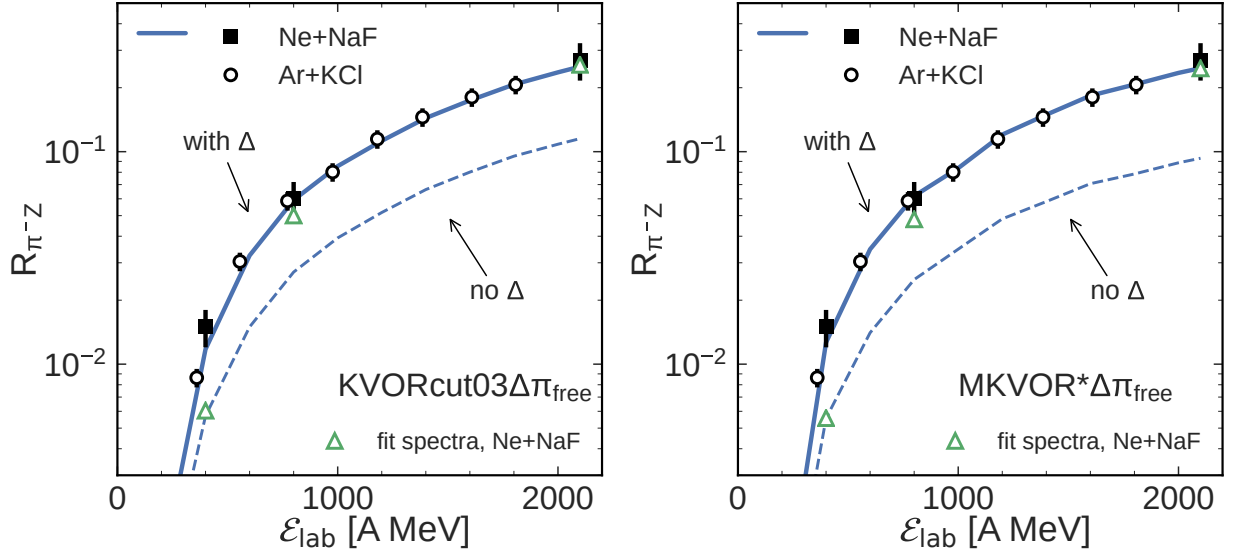 Ne+NaF
Ar+KCl
with Δ
no Δ
KVORcut03Δπ_free
fit spectra, Ne+NaF
10⁻¹
10⁻²
R_π⁻Z
0 1000 2000
ℰ_lab [A MeV]
Ne+NaF
Ar+KCl
with Δ
no Δ
MKVOR*Δπ_free
fit spectra, Ne+NaF
10⁻¹
10⁻²
R_π⁻Z
0 1000 2000
ℰ_lab [A MeV]